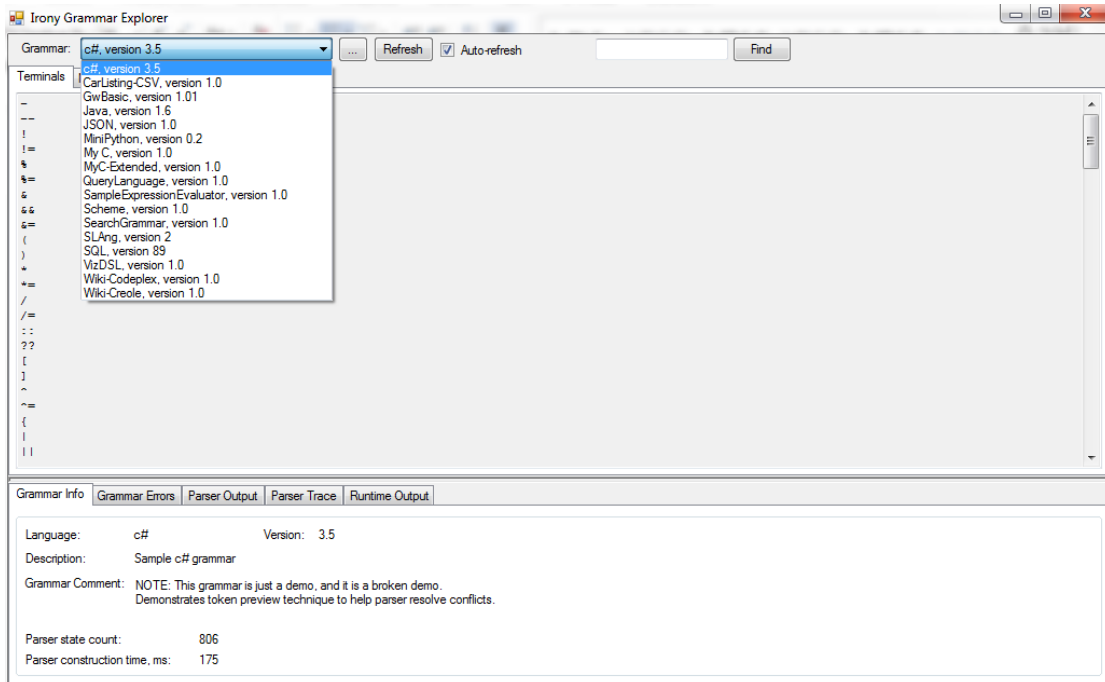 Irony Grammar Explorer
Grammar: c#, version 3.5 ... Refresh Auto-refresh Find
Terminals
c#, version 3.5
CarListing-CSV, version 1.0
GwBasic, version 1.01
Java, version 1.6
JSON, version 1.0
MiniPython, version 0.2
My C, version 1.0
MyC-Extended, version 1.0
QueryLanguage, version 1.0
SampleExpressionEvaluator, version 1.0
Scheme, version 1.0
SearchGrammar, version 1.0
SLAng, version 2
SQL, version 89
VizDSL, version 1.0
Wiki-Codeplex, version 1.0
Wiki-Creole, version 1.0
-
--
!
!=
%
%=
&
&&
&=
(
)
*
*=
/
/=
::
??
[
]
^
^=
{
|
||
Grammar Info Grammar Errors Parser Output Parser Trace Runtime Output
Language: c# Version: 3.5
Description: Sample c# grammar
Grammar Comment: NOTE: This grammar is just a demo, and it is a broken demo.
Demonstrates token preview technique to help parser resolve conflicts.
Parser state count: 806
Parser construction time, ms: 175